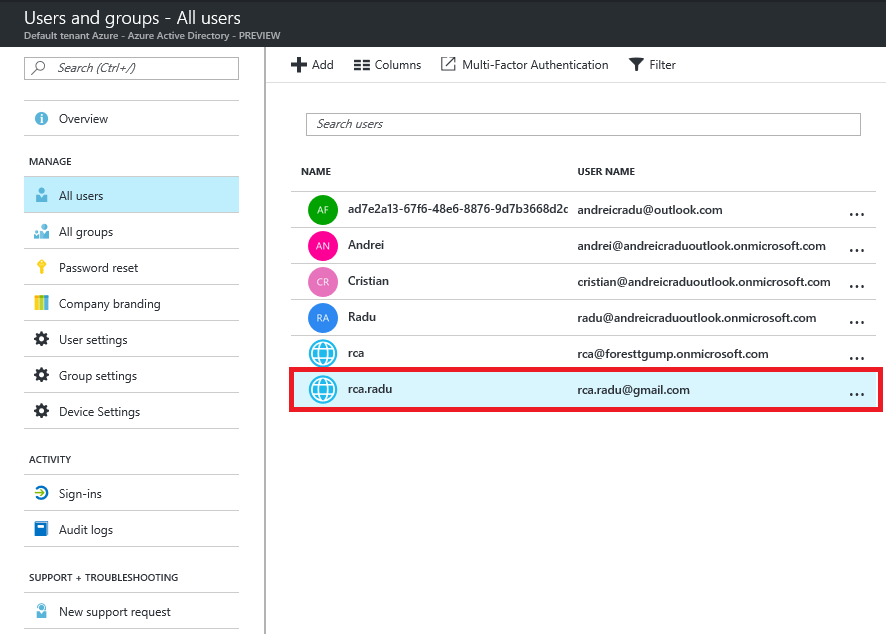 Users and groups - All users
Default tenant Azure - Azure Active Directory - PREVIEW
Search (Ctrl+/)
Overview
MANAGE
All users
All groups
Password reset
Company branding
User settings
Group settings
Device Settings
ACTIVITY
Sign-ins
Audit logs
SUPPORT + TROUBLESHOOTING
New support request
Add Columns Multi-Factor Authentication Filter
Search users
NAME USER NAME
AF ad7e2a13-67f6-48e6-8876-9d7b3668d2c andreicradu@outlook.com ...
AN Andrei andrei@andreicraduoutlook.onmicrosoft.com ...
CR Cristian cristian@andreicraduoutlook.onmicrosoft.com ...
RA Radu radu@andreicraduoutlook.onmicrosoft.com ...
rca rca@foresttgump.onmicrosoft.com ...
rca.radu rca.radu@gmail.com ...